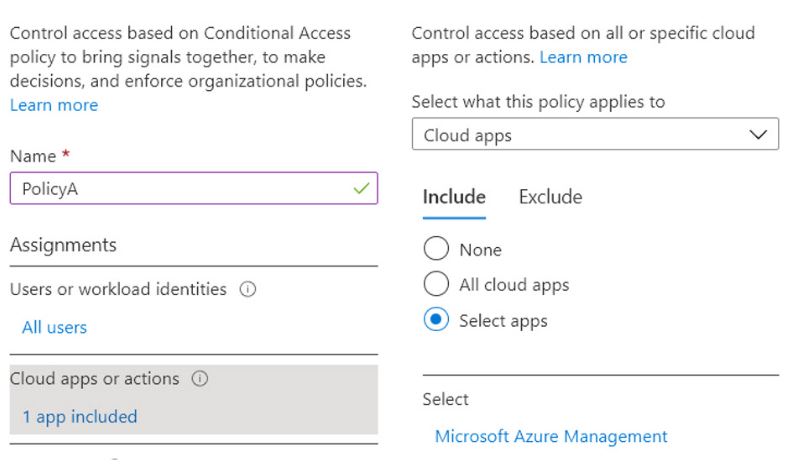 Control access based on Conditional Access
policy to bring signals together, to make
decisions, and enforce organizational policies.
Learn more
Name *
PolicyA
Assignments
Users or workload identities
All users
Cloud apps or actions
1 app included
Control access based on all or specific cloud
apps or actions. Learn more
Select what this policy applies to
Cloud apps
Include Exclude
None
All cloud apps
Select apps
Select
Microsoft Azure Management